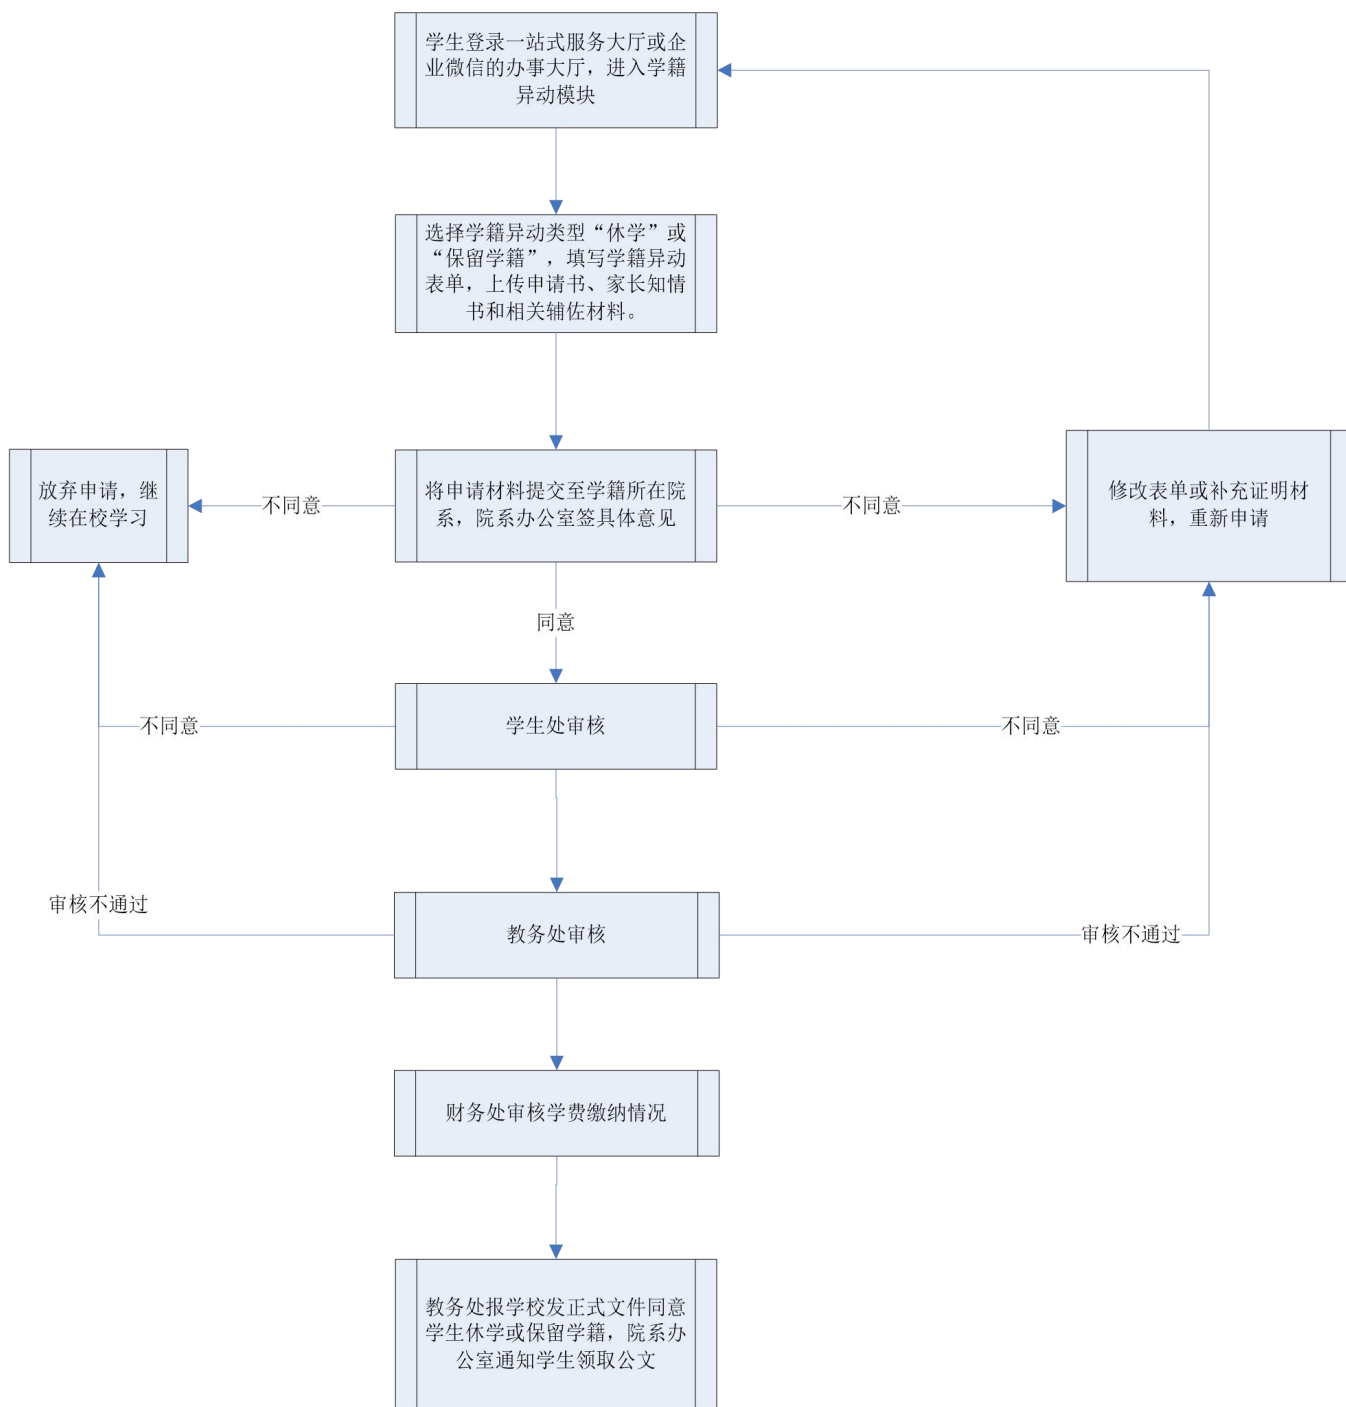 学生登录一站式服务大厅或企
业微信的办事大厅，进入学籍
异动模块
选择学籍异动类型“休学”或
“保留学籍”，填写学籍异动
表单，上传申请书、家长知情
书和相关辅佐材料。
放弃申请，继
续在校学习
不同意
将申请材料提交至学籍所在院
系，院系办公室签具体意见
不同意
修改表单或补充证明材
料，重新申请
同意
不同意
学生处审核
不同意
审核不通过
教务处审核
审核不通过
财务处审核学费缴纳情况
教务处报学校发正式文件同意
学生休学或保留学籍，院系办
公室通知学生领取公文